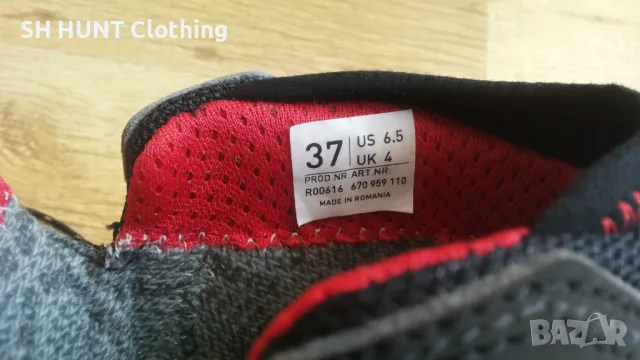 SH HUNT Clothing
37 US 6.5
UK 4
PROD.NR ART.NR:
R00616 670 959 110
MADE IN ROMANIA
BAZAR